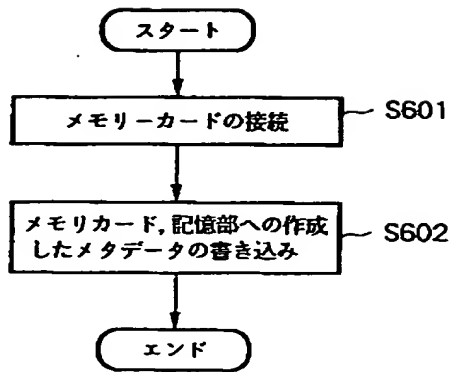 スタート
メモリーカードの接続
S601
メモリカード,記憶部への作成
したメタデータの書き込み
S602
エンド